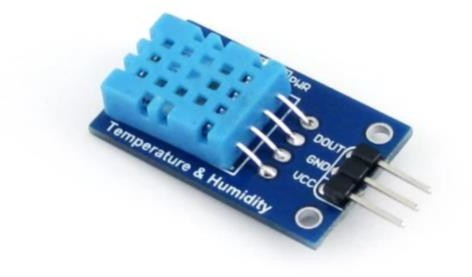 PWR
DOUT
GND
VCC
Temperature & Humidity